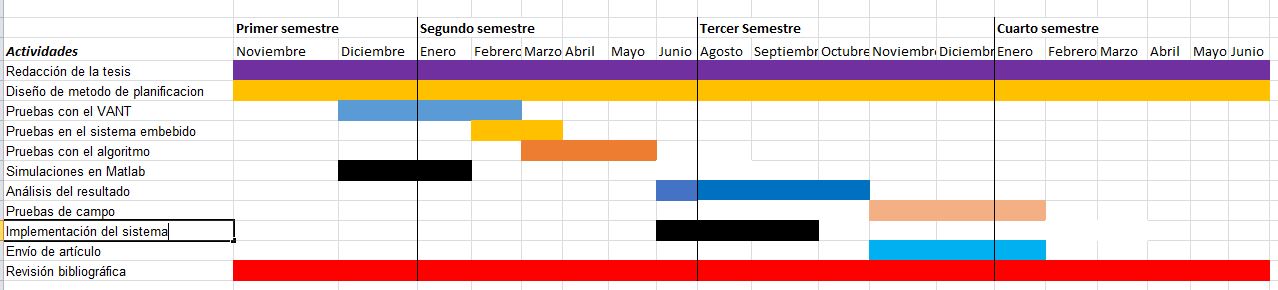 Primer semestre Segundo semestre Tercer Semestre Cuarto semestre
Actividades Noviembre Diciembre Enero Febrero Marzo Abril Mayo Junio Agosto Septiembr Octubre Noviembre Diciembr Enero Febrero Marzo Abril Mayo Junio
Redacción de la tesis
Diseño de metodo de planificacion
Pruebas con el VANT
Pruebas en el sistema embebido
Pruebas con el algoritmo
Simulaciones en Matlab
Análisis del resultado
Pruebas de campo
Implementación del sistema
Envío de artículo
Revisión bibliográfica